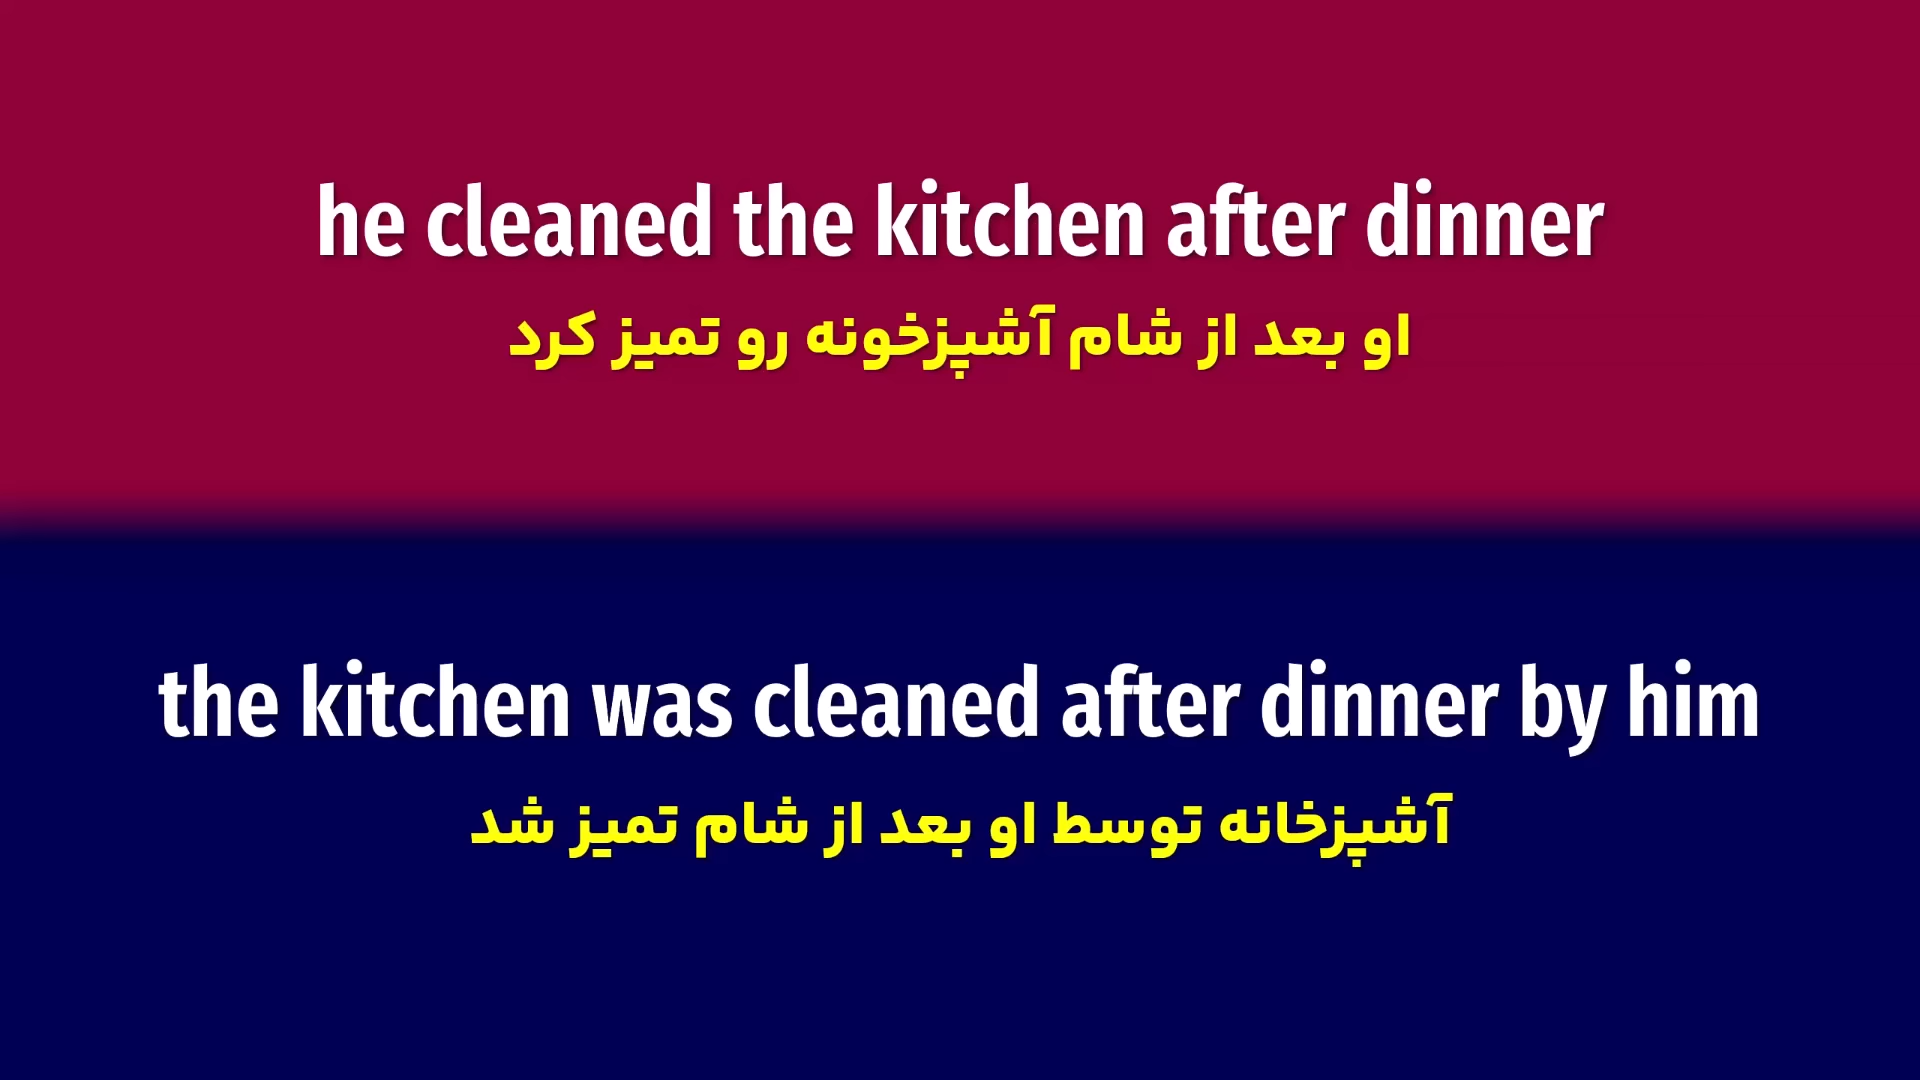 he cleaned the kitchen after dinner
او بعد از شام آشپزخونه رو تمیز کرد
the kitchen was cleaned after dinner by him
آشپزخانه توسط او بعد از شام تمیز شد